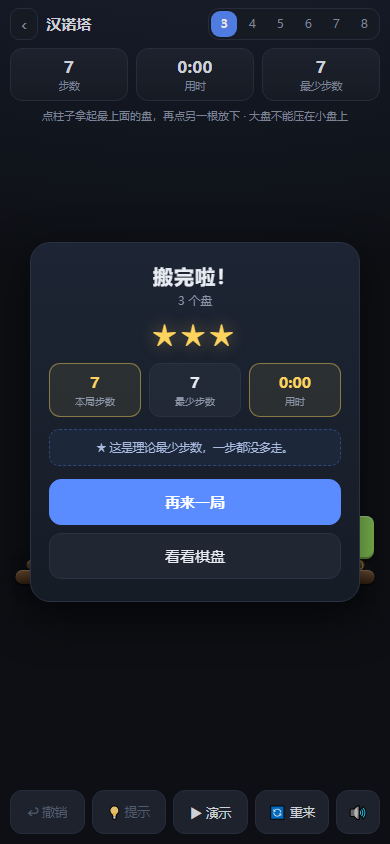 ‹ 汉诺塔 3 4 5 6 7 8
7 0:00 7
步数 用时 最少步数
点柱子拿起最上面的盘，再点另一根放下 · 大盘不能压在小盘上
搬完啦！
3 个盘
★★★
7 7 0:00
本局步数 最少步数 用时
★ 这是理论最少步数，一步都没多走。
再来一局
看看棋盘
↩ 撤销 💡 提示 ▶ 演示 🔄 重来 🔊